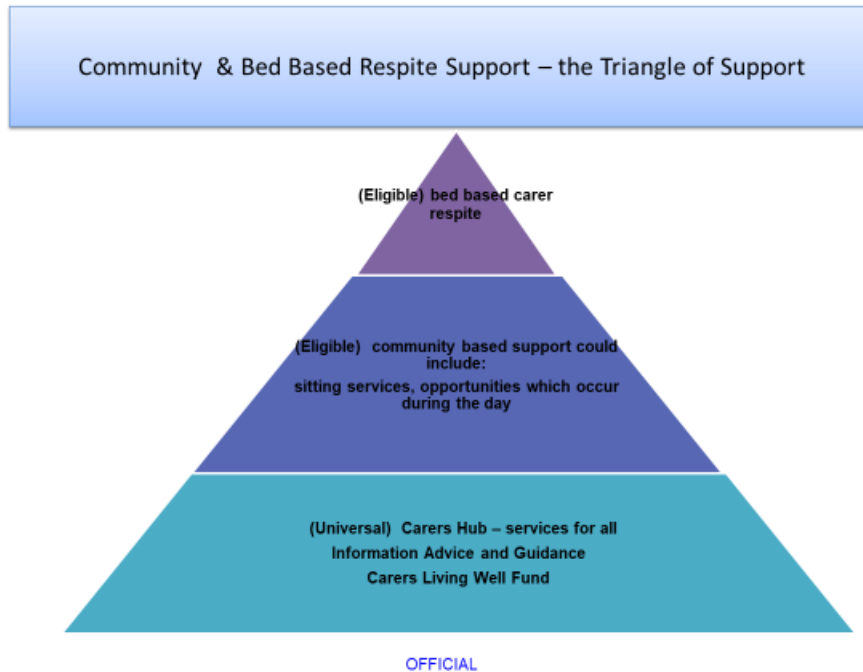 Community & Bed Based Respite Support – the Triangle of Support
(Eligible) bed based carer
respite
(Eligible) community based support could
include:
sitting services, opportunities which occur
during the day
(Universal) Carers Hub – services for all
Information Advice and Guidance
Carers Living Well Fund
OFFICIAL